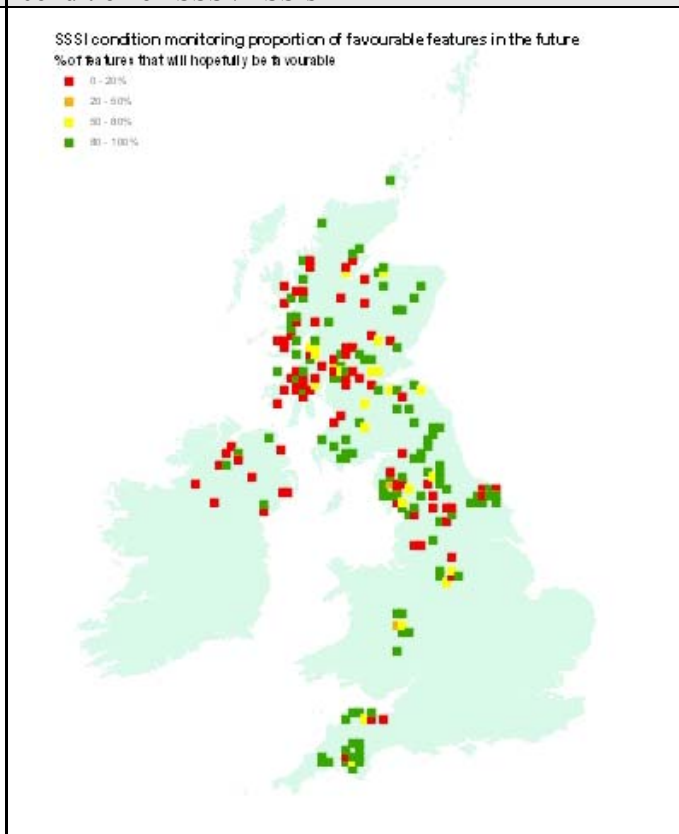 SSSI condition monitoring proportion of favourable features in the future
% of features that will hopefully be favourable
0 - 20%
20 - 50%
50 - 80%
80 - 100%